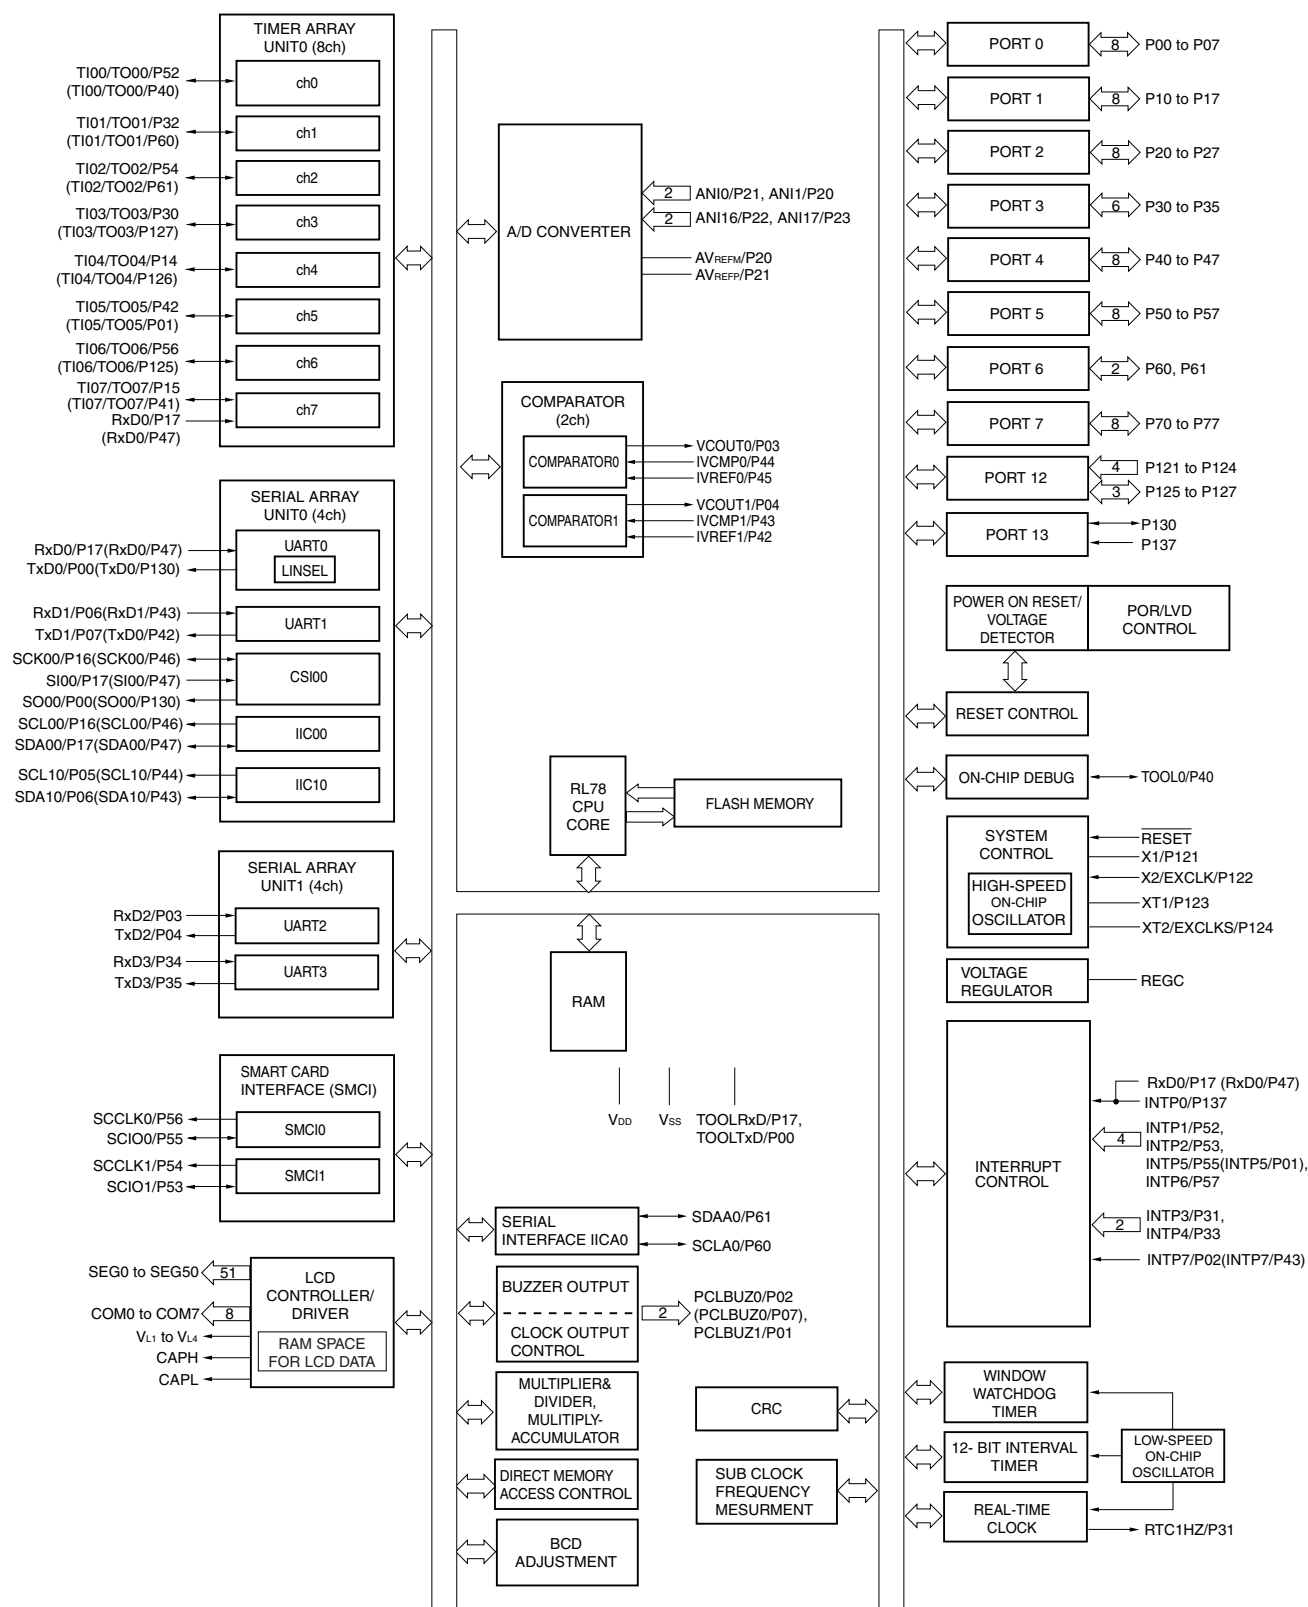 TIMER ARRAY
UNIT0 (8ch)
TI00/TO00/P52
(TI00/TO00/P40)
ch0
TI01/TO01/P32
(TI01/TO01/P60)
ch1
TI02/TO02/P54
(TI02/TO02/P61)
ch2
TI03/TO03/P30
(TI03/TO03/P127)
ch3
TI04/TO04/P14
(TI04/TO04/P126)
ch4
TI05/TO05/P42
(TI05/TO05/P01)
ch5
TI06/TO06/P56
(TI06/TO06/P125)
ch6
TI07/TO07/P15
(TI07/TO07/P41)
RxD0/P17
(RxD0/P47)
ch7
SERIAL ARRAY
UNIT0 (4ch)
RxD0/P17(RxD0/P47)
TxD0/P00(TxD0/P130)
UART0
LINSEL
RxD1/P06(RxD1/P43)
TxD1/P07(TxD0/P42)
UART1
SCK00/P16(SCK00/P46)
SI00/P17(SI00/P47)
SO00/P00(SO00/P130)
CSI00
SCL00/P16(SCL00/P46)
SDA00/P17(SDA00/P47)
IIC00
SCL10/P05(SCL10/P44)
SDA10/P06(SDA10/P43)
IIC10
SERIAL ARRAY
UNIT1 (4ch)
RxD2/P03
TxD2/P04
UART2
RxD3/P34
TxD3/P35
UART3
SMART CARD
INTERFACE (SMCI)
SCCLK0/P56
SCIO0/P55
SMCI0
SCCLK1/P54
SCIO1/P53
SMCI1
SEG0 to SEG50
51
COM0 to COM7
8
VL1 to VL4
CAPH
CAPL
LCD
CONTROLLER/
DRIVER
RAM SPACE
FOR LCD DATA
A/D CONVERTER
2
ANI0/P21, ANI1/P20
2
ANI16/P22, ANI17/P23
AVREFM/P20
AVREFP/P21
COMPARATOR
(2ch)
COMPARATOR0
VCOUT0/P03
IVCMP0/P44
IVREF0/P45
COMPARATOR1
VCOUT1/P04
IVCMP1/P43
IVREF1/P42
RL78
CPU
CORE
FLASH MEMORY
RAM
VDD
VSS
TOOLRxD/P17,
TOOLTxD/P00
SERIAL
INTERFACE IICA0
SDAA0/P61
SCLA0/P60
BUZZER OUTPUT
CLOCK OUTPUT
CONTROL
2
PCLBUZ0/P02
(PCLBUZ0/P07),
PCLBUZ1/P01
MULTIPLIER&
DIVIDER,
MULITIPLY-
ACCUMULATOR
DIRECT MEMORY
ACCESS CONTROL
BCD
ADJUSTMENT
CRC
SUB CLOCK
FREQUENCY
MESURMENT
PORT 0
8
P00 to P07
PORT 1
8
P10 to P17
PORT 2
8
P20 to P27
PORT 3
6
P30 to P35
PORT 4
8
P40 to P47
PORT 5
8
P50 to P57
PORT 6
2
P60, P61
PORT 7
8
P70 to P77
PORT 12
4
P121 to P124
3
P125 to P127
PORT 13
P130
P137
POWER ON RESET/
VOLTAGE
DETECTOR
POR/LVD
CONTROL
RESET CONTROL
ON-CHIP DEBUG
TOOL0/P40
SYSTEM
CONTROL
HIGH-SPEED
ON-CHIP
OSCILLATOR
RESET
X1/P121
X2/EXCLK/P122
XT1/P123
XT2/EXCLKS/P124
VOLTAGE
REGULATOR
REGC
INTERRUPT
CONTROL
RxD0/P17 (RxD0/P47)
INTP0/P137
4
INTP1/P52,
INTP2/P53,
INTP5/P55(INTP5/P01),
INTP6/P57
2
INTP3/P31,
INTP4/P33
INTP7/P02(INTP7/P43)
WINDOW
WATCHDOG
TIMER
12- BIT INTERVAL
TIMER
LOW-SPEED
ON-CHIP
OSCILLATOR
REAL-TIME
CLOCK
RTC1HZ/P31